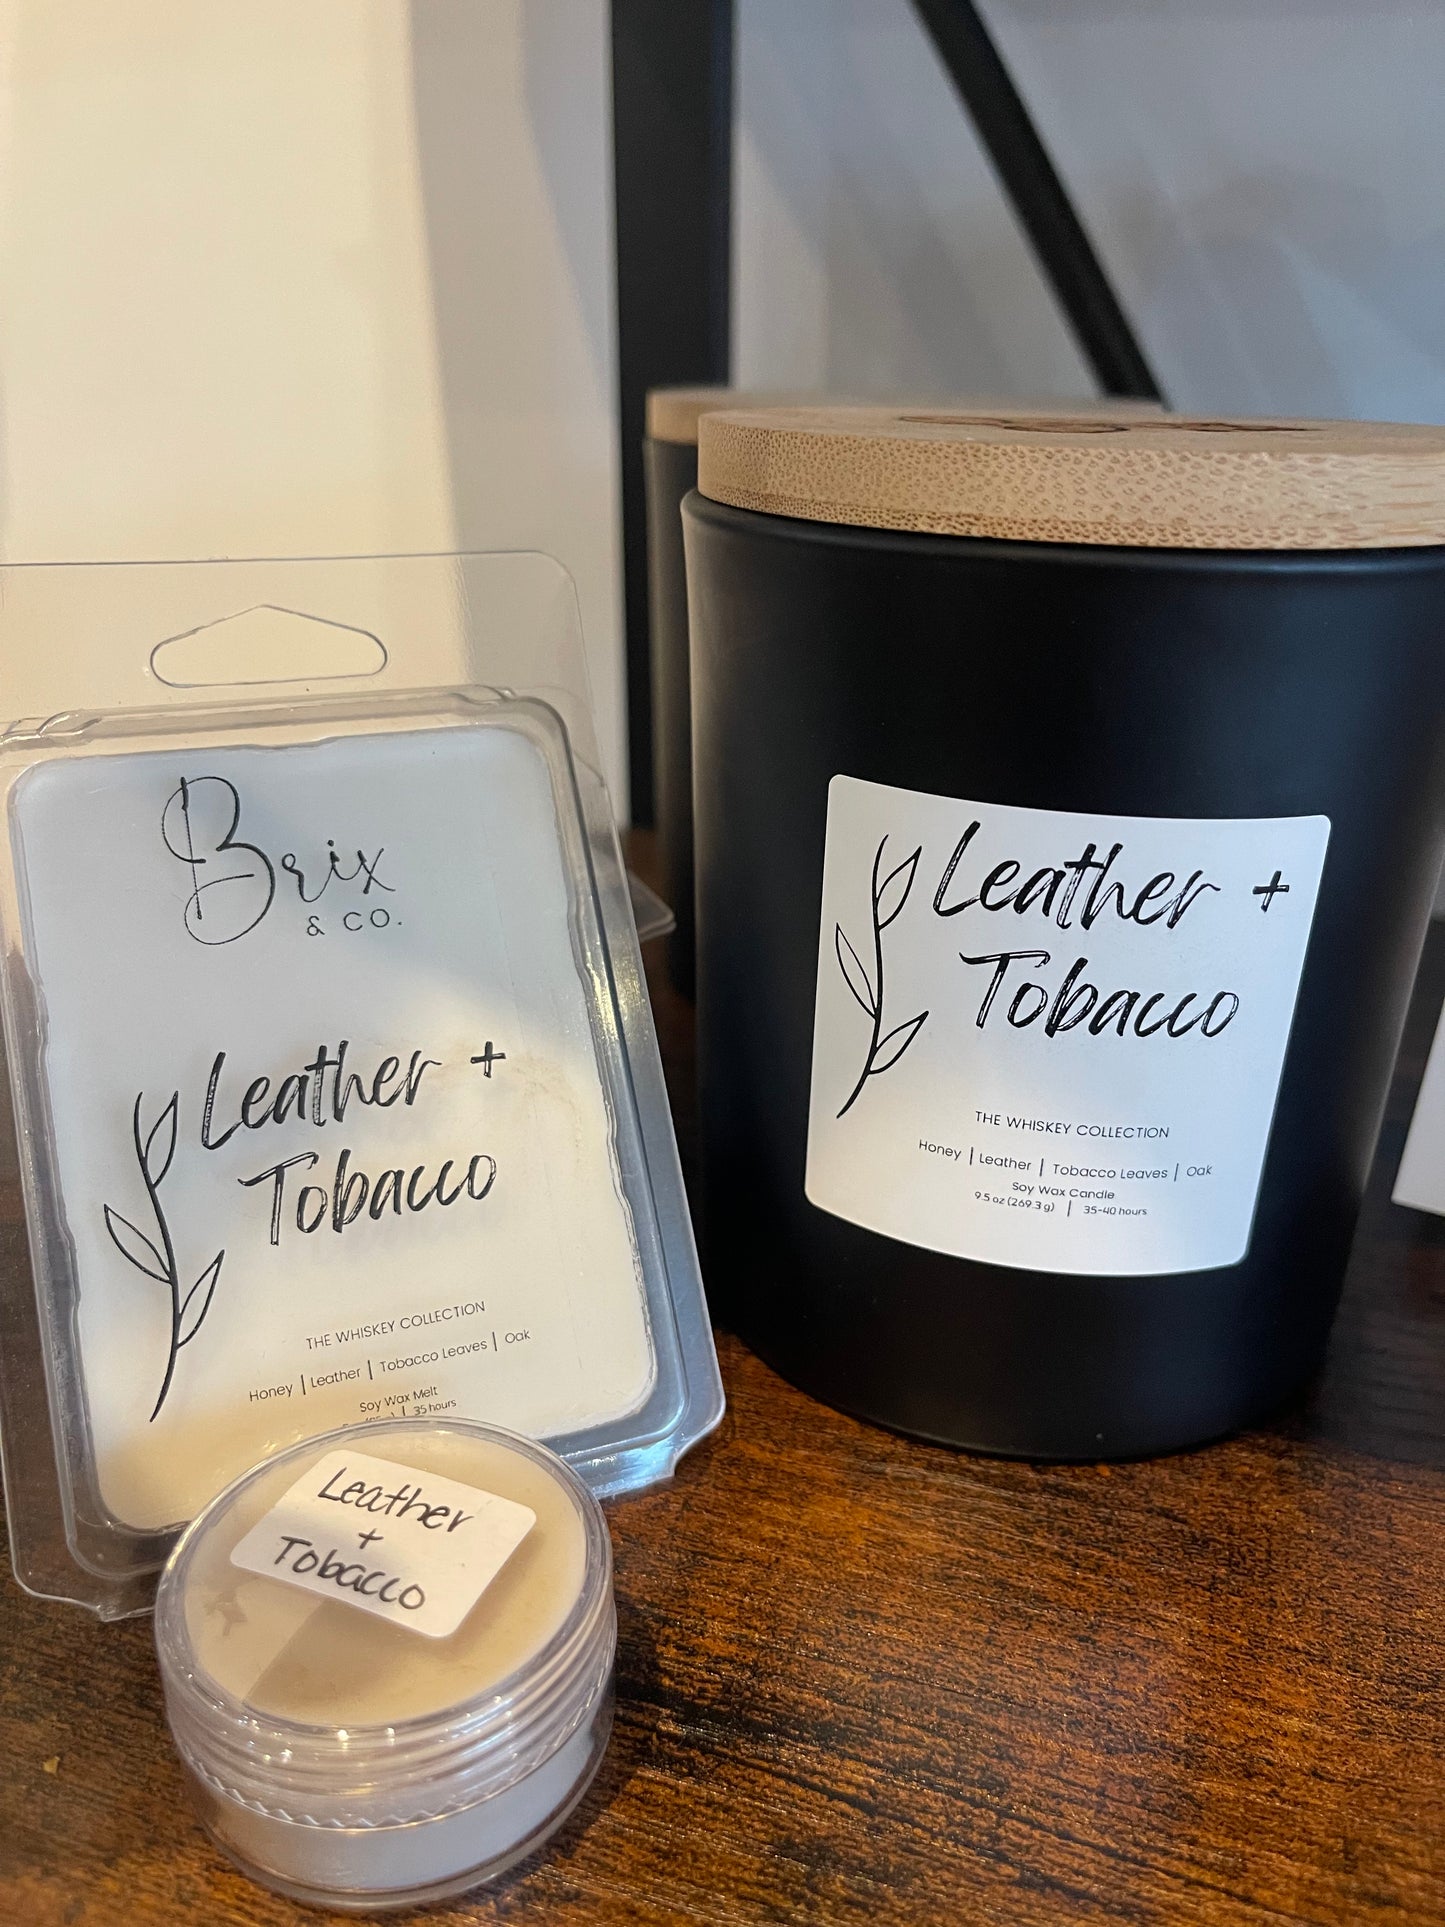 Brix
& CO.
Leather +
Tobacco
THE WHISKEY COLLECTION
Honey | Leather | Tobacco Leaves | Oak
Soy Wax Melt
35 hours
Leather
+
Tobacco
Leather +
Tobacco
THE WHISKEY COLLECTION
Honey | Leather | Tobacco Leaves | Oak
Soy Wax Candle
9.5 oz (269.3 g) | 35-40 hours